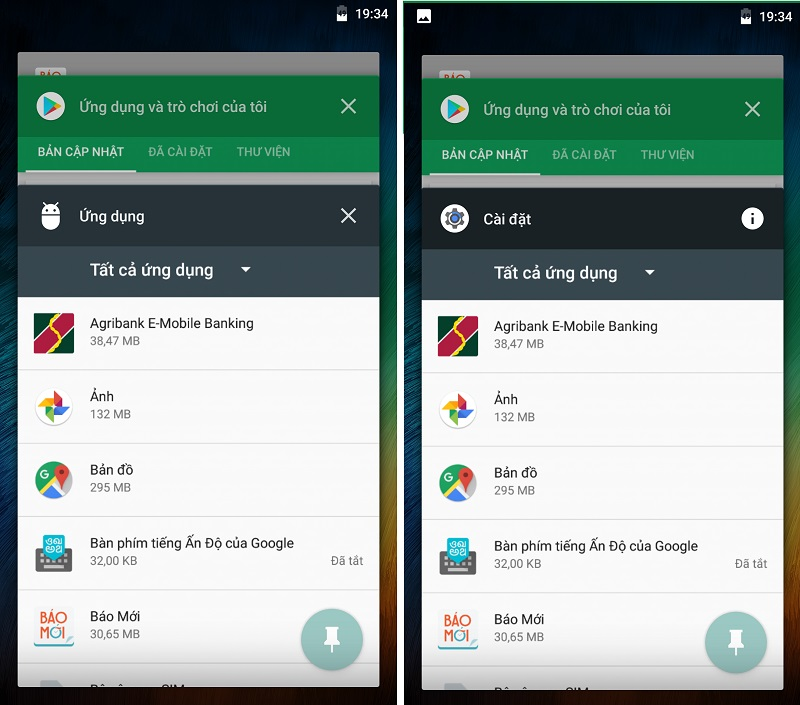 19:34
BÁO
Ứng dụng và trò chơi của tôi
BẢN CẬP NHẬT ĐÃ CÀI ĐẶT THƯ VIỆN
Ứng dụng
Tất cả ứng dụng
Agribank E-Mobile Banking
38,47 MB
Ảnh
132 MB
G
Bản đồ
295 MB
Bàn phím tiếng Ấn Độ của Google
32,00 KB Đã tắt
BÁO
MỚI
Báo Mới
30,65 MB
19:34
BÁO
Ứng dụng và trò chơi của tôi
BẢN CẬP NHẬT ĐÃ CÀI ĐẶT THƯ VIỆN
Cài đặt
Tất cả ứng dụng
Agribank E-Mobile Banking
38,47 MB
Ảnh
132 MB
G
Bản đồ
295 MB
Bàn phím tiếng Ấn Độ của Google
32,00 KB Đã tắt
BÁO
MỚI
Báo Mới
30,65 MB